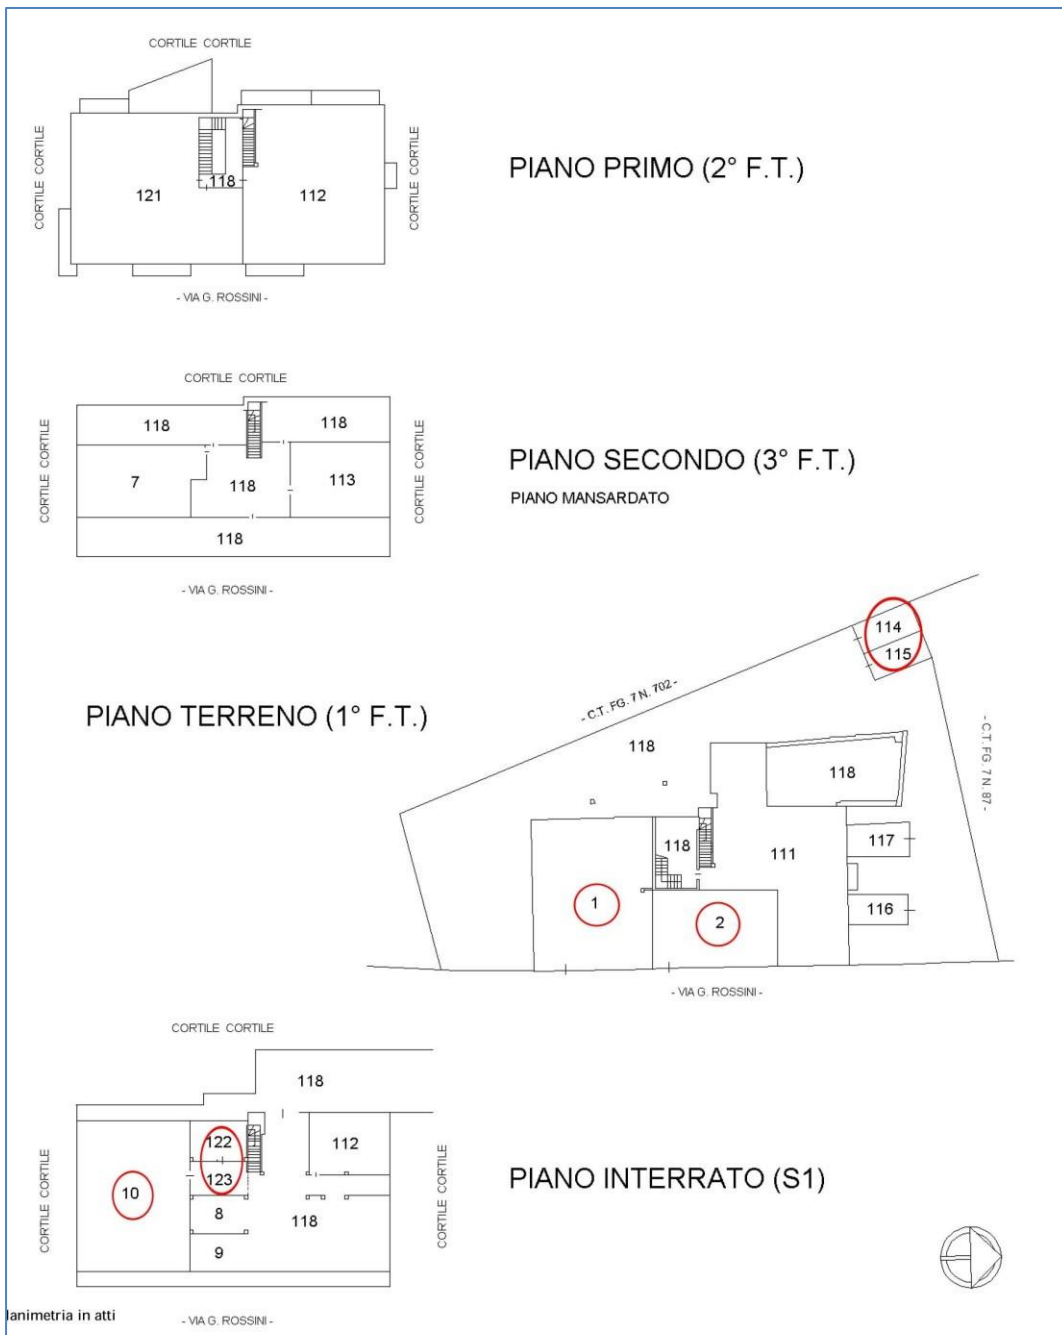 CORTILE CORTILE
CORTILE CORTILE
CORTILE CORTILE
121
118
112
PIANO PRIMO (2° F.T.)
- VIA G. ROSSINI -
CORTILE CORTILE
CORTILE CORTILE
CORTILE CORTILE
118
118
7
118
113
118
PIANO SECONDO (3° F.T.)
PIANO MANSARDATO
- VIA G. ROSSINI -
PIANO TERRENO (1° F.T.)
- C.T. FG. 7 N. 702 -
114
115
- C.T. FG. 7 N. 87 -
118
118
118
111
117
116
1
2
- VIA G. ROSSINI -
CORTILE CORTILE
CORTILE CORTILE
CORTILE CORTILE
118
122
112
123
10
8
118
9
PIANO INTERRATO (S1)
lanimetria in atti
- VIA G. ROSSINI -